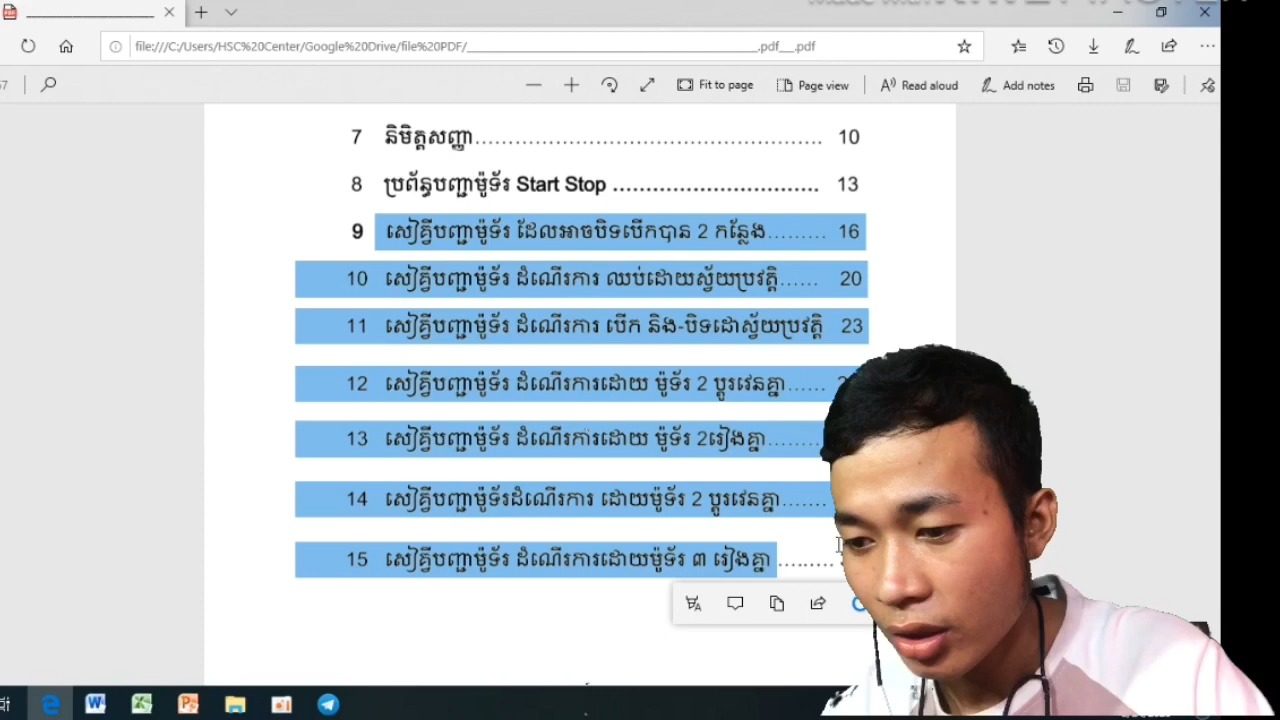 file:///C:/Users/HSC%20Center/Google%20Drive/file%20PDF/____________________________________________.pdf__.pdf
Fit to page
Page view
Read aloud
Add notes
7 និមិត្តសញ្ញា................................................ 10
8 ប្រព័ន្ធបញ្ជាម៉ូទ័រ Start Stop ............................... 13
9 សៀគ្វីបញ្ជាម៉ូទ័រ ដែលអាចបិទបើកបាន 2 កន្លែង......... 16
10 សៀគ្វីបញ្ជាម៉ូទ័រ ដំណើរការ ឈប់ដោយស្វ័យប្រវត្តិ...... 20
11 សៀគ្វីបញ្ជាម៉ូទ័រ ដំណើរការ បើក និង-បិទដោស្វ័យប្រវត្តិ 23
12 សៀគ្វីបញ្ជាម៉ូទ័រ ដំណើរការដោយ ម៉ូទ័រ 2 ប្តូរវេនគ្នា......
13 សៀគ្វីបញ្ជាម៉ូទ័រ ដំណើរការដោយ ម៉ូទ័រ 2រៀងគ្នា........
14 សៀគ្វីបញ្ជាម៉ូទ័រដំណើរការ ដោយម៉ូទ័រ 2 ប្តូរវេនគ្នា.......
15 សៀគ្វីបញ្ជាម៉ូទ័រ ដំណើរការដោយម៉ូទ័រ ៣ រៀងគ្នា .........